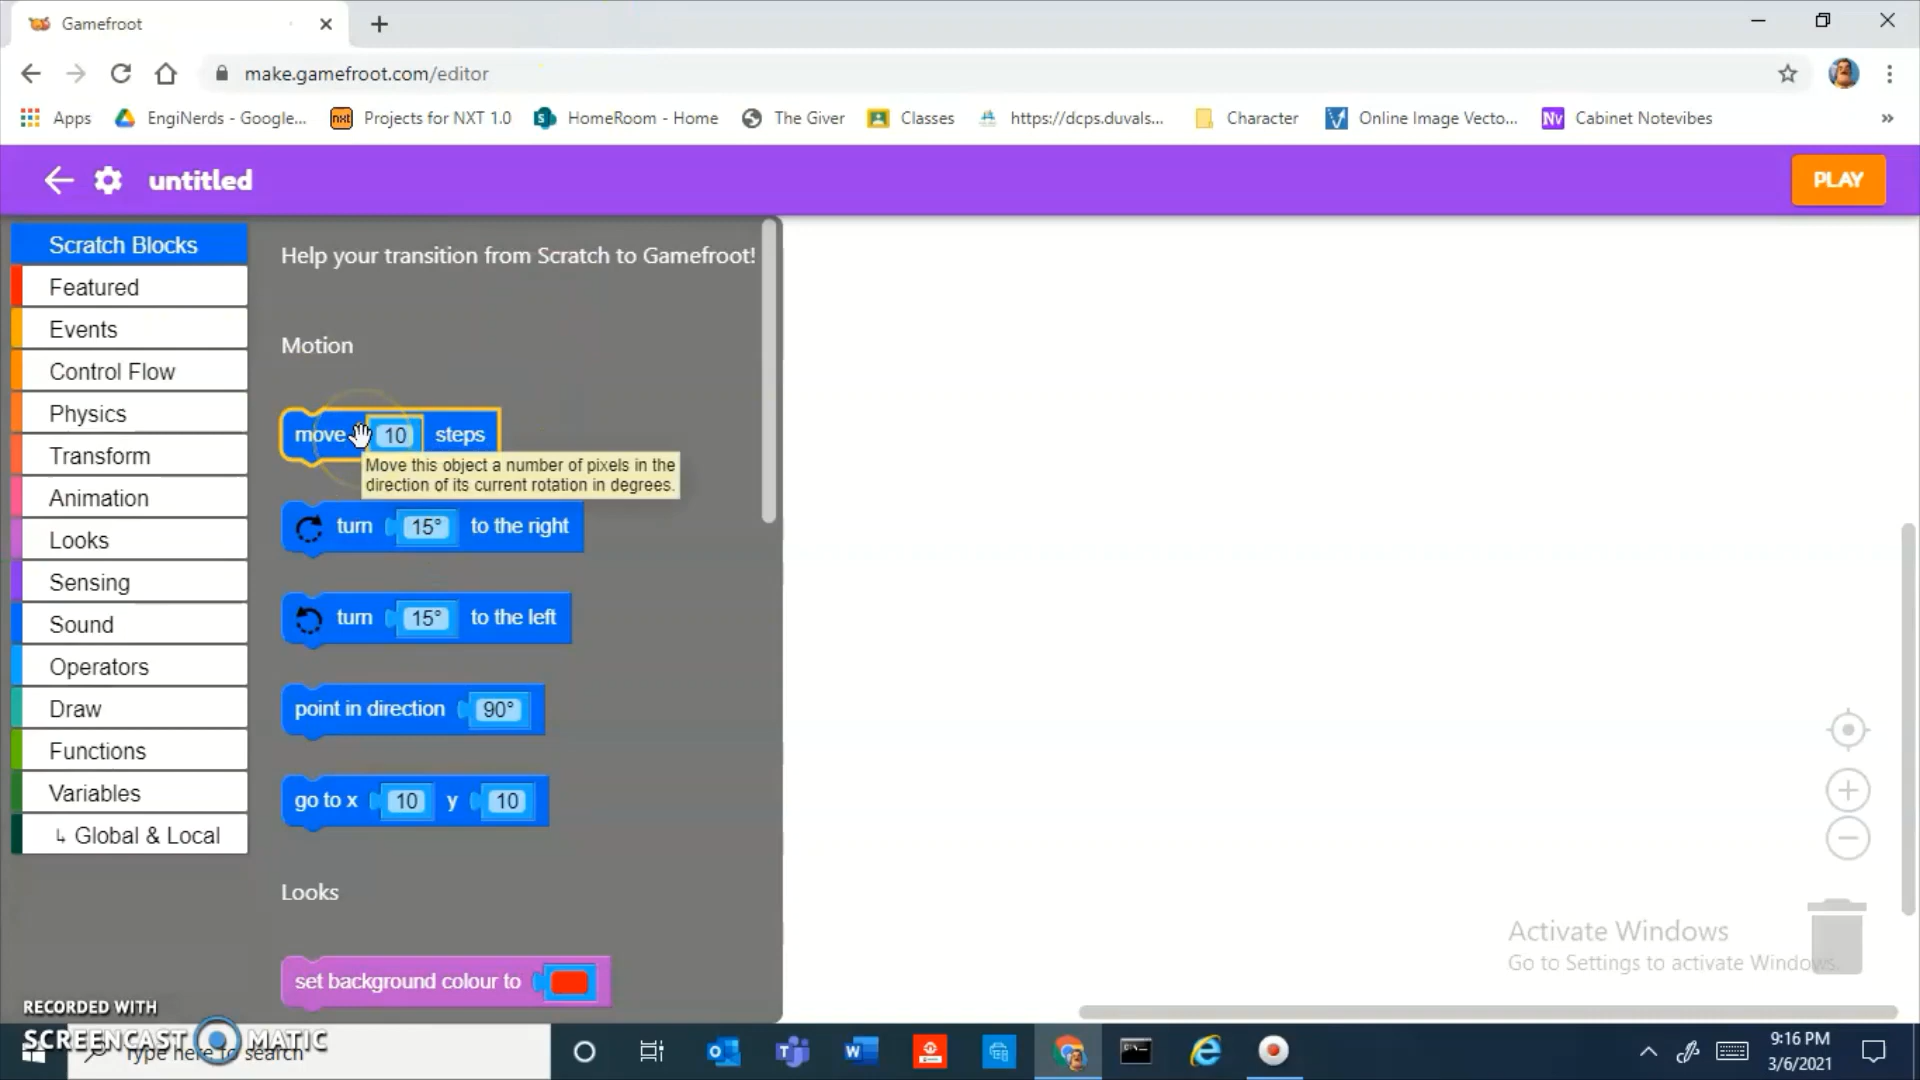 Gamefroot
make.gamefroot.com/editor
Apps
EngiNerds - Google...
nxt
Projects for NXT 1.0
HomeRoom - Home
The Giver
Classes
https://dcps.duvals...
Character
Online Image Vecto...
Nv
Cabinet Notevibes
»
untitled
PLAY
Scratch Blocks
Featured
Events
Control Flow
Physics
Transform
Animation
Looks
Sensing
Sound
Operators
Draw
Functions
Variables
↳ Global & Local
Help your transition from Scratch to Gamefroot!
Motion
move 10 steps
Move this object a number of pixels in the
direction of its current rotation in degrees.
turn 15° to the right
turn 15° to the left
point in direction 90°
go to x 10 y 10
Looks
set background colour to
Activate Windows
Go to Settings to activate Windows.
RECORDED WITH
SCREENCAST MATIC
Type here to search
9:16 PM
3/6/2021